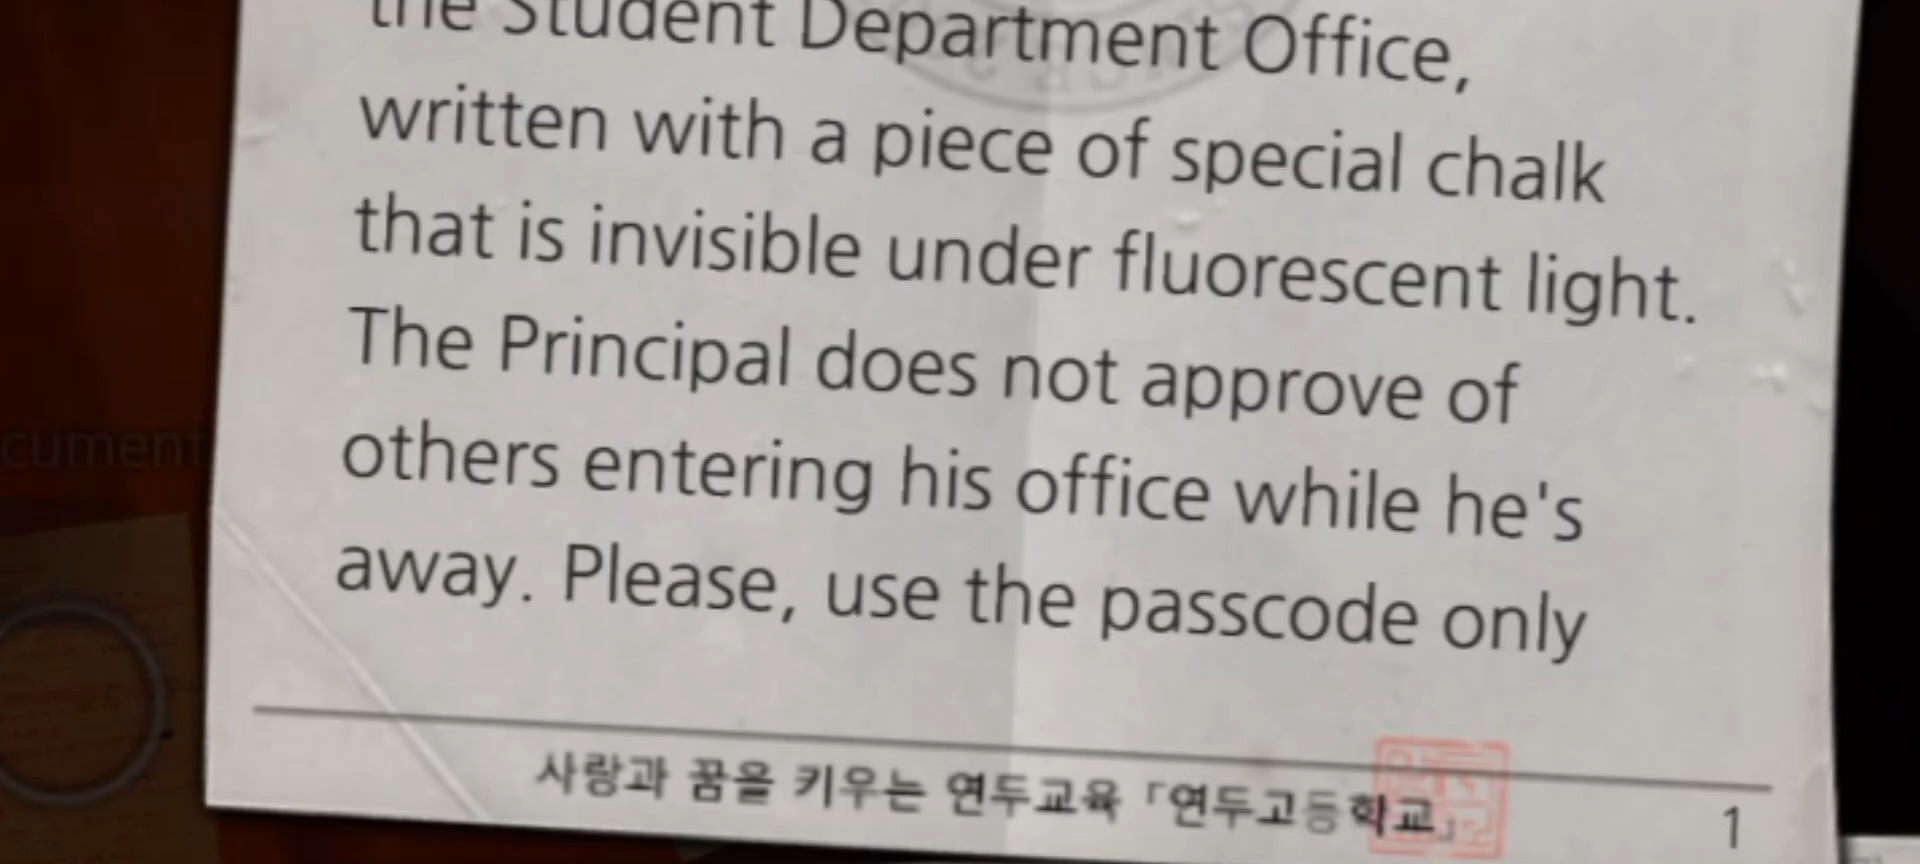 the Student Department Office,
written with a piece of special chalk
that is invisible under fluorescent light.
The Principal does not approve of
others entering his office while he's
away. Please, use the passcode only
사랑과 꿈을 키우는 연두교육 「연두고등학교」
1